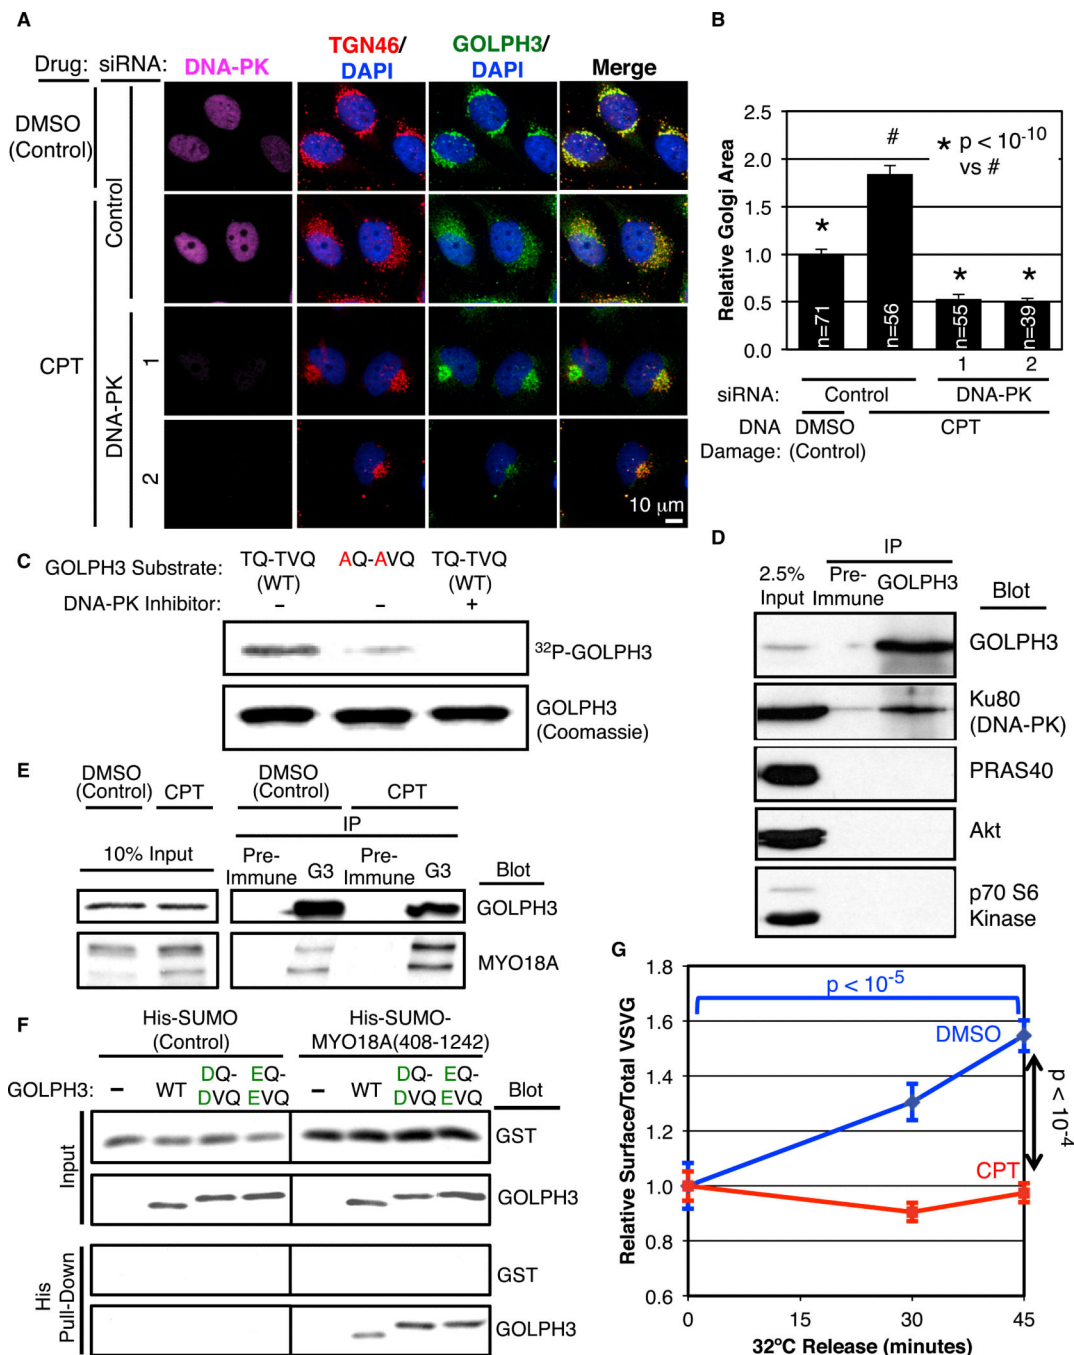 A
Drug: siRNA: DNA-PK TGN46/ DAPI GOLPH3/ DAPI Merge
DMSO (Control)
Control
CPT
DNA-PK
1
2
10 μm
B
Relative Golgi Area
2.5
2.0
1.5
1.0
0.5
0.0
* # * *
* p < 10⁻¹⁰
vs #
n=71 n=56 n=55 n=39
1 2
siRNA: Control DNA-PK
DNA Damage: DMSO (Control) CPT
C
GOLPH3 Substrate: TQ-TVQ (WT) AQ-AVQ TQ-TVQ (WT)
DNA-PK Inhibitor: – – +
³²P-GOLPH3
GOLPH3
(Coomassie)
D
IP
2.5% Input Pre-Immune GOLPH3 Blot
GOLPH3
Ku80
(DNA-PK)
PRAS40
Akt
p70 S6
Kinase
E
DMSO (Control) CPT DMSO (Control) CPT
IP
10% Input Pre-Immune G3 Pre-Immune G3 Blot
GOLPH3
MYO18A
F
His-SUMO (Control) His-SUMO-MYO18A(408-1242)
GOLPH3: – WT DQ-DVQ EQ-EVQ – WT DQ-DVQ EQ-EVQ Blot
Input
GST
GOLPH3
His Pull-Down
GST
GOLPH3
G
Relative Surface/Total VSVG
1.8
1.6
1.4
1.2
1.0
0.8
0.6
p < 10⁻⁵
DMSO
p < 10⁻⁴
CPT
0 15 30 45
32ºC Release (minutes)